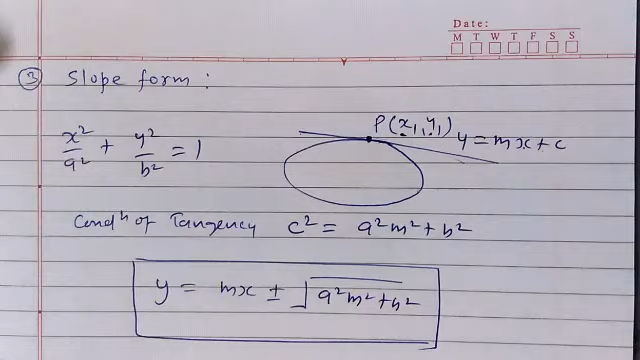 Date:
M T W T F S S
③ Slope form :
P(x₁, y₁)
x²/a² + y²/b² = 1
y = mx + c
Condⁿ of Tangency c² = a²m² + b²
y = mx ± √(a²m² + b²)